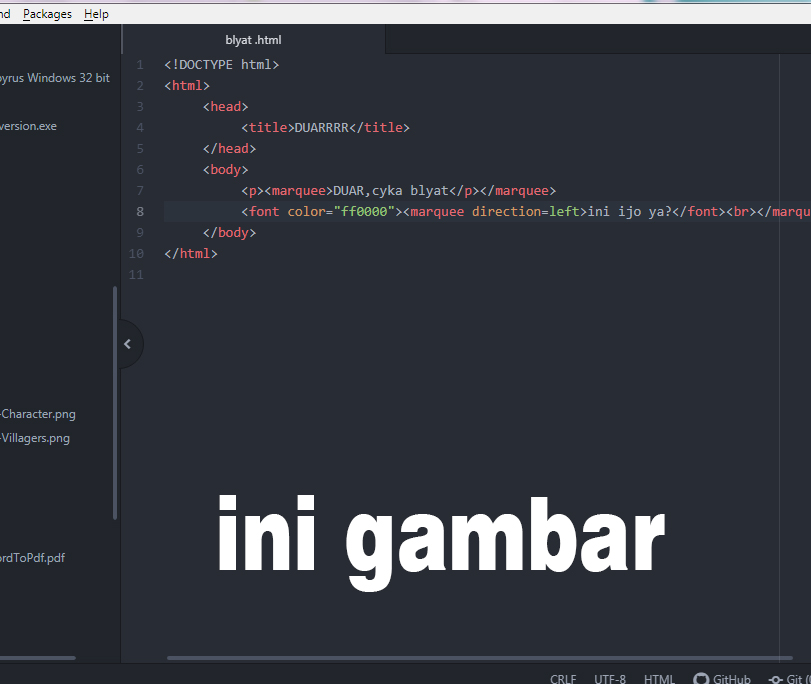 Packages Help
blyat .html
Windows 32 bit
version.exe
1 <!DOCTYPE html>
2 <html>
3 <head>
4 <title>DUARRRR</title>
5 </head>
6 <body>
7 <p><marquee>DUAR,cyka blyat</p></marquee>
8 <font color="ff0000"><marquee direction=left>ini ijo ya?</font><br></marqu
9 </body>
10 </html>
11
-Character.png
-Villagers.png
ordToPdf.pdf
ini gambar
CRLF UTF-8 HTML GitHub Git